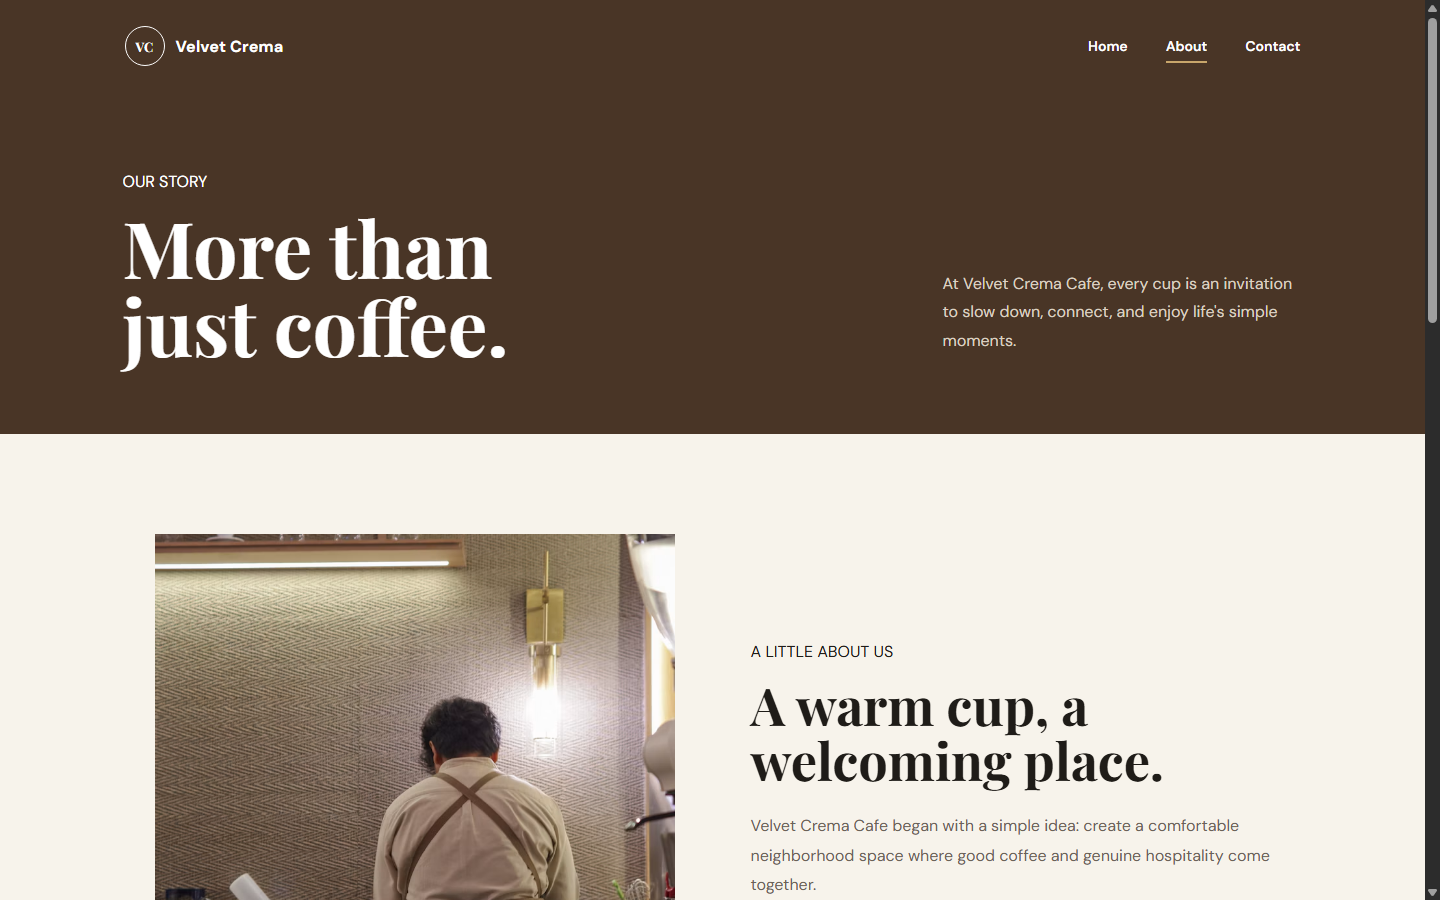 VC Velvet Crema
Home About Contact
OUR STORY
More than
just coffee.
At Velvet Crema Cafe, every cup is an invitation
to slow down, connect, and enjoy life's simple
moments.
A LITTLE ABOUT US
A warm cup, a
welcoming place.
Velvet Crema Cafe began with a simple idea: create a comfortable
neighborhood space where good coffee and genuine hospitality come
together.